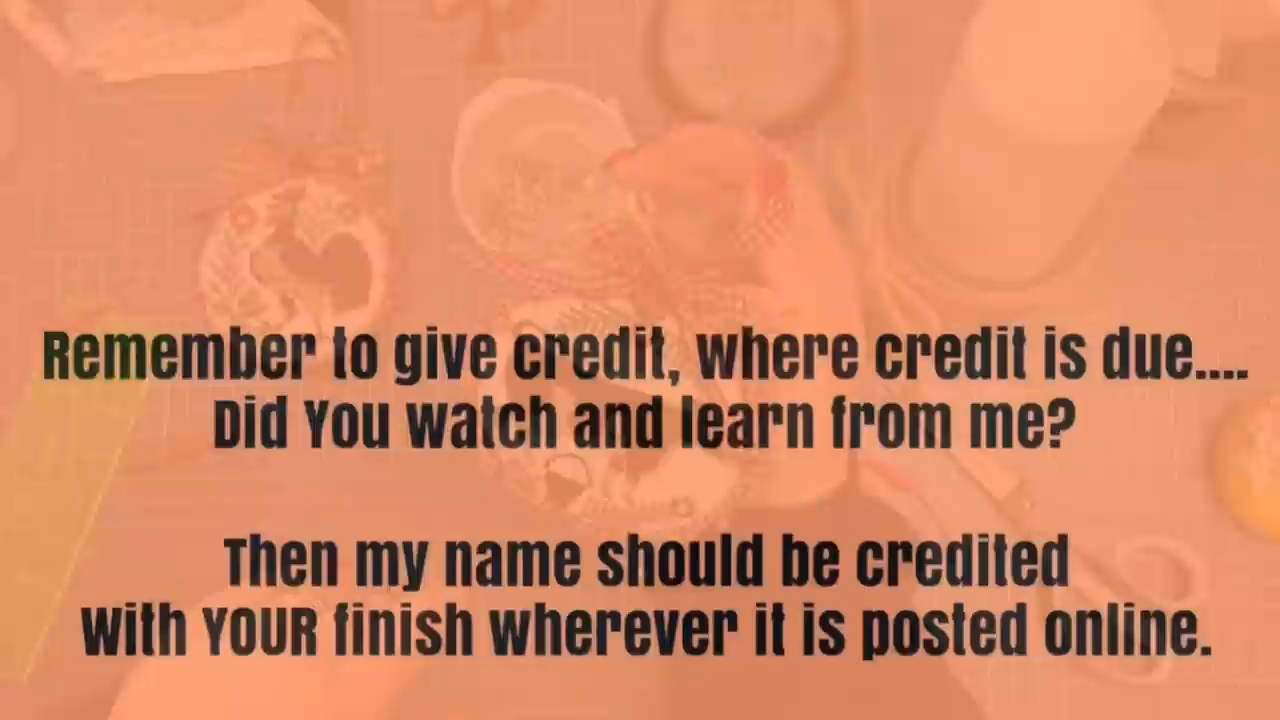 Remember to give credit, where credit is due....
Did You watch and learn from me?
Then my name should be credited
With YOUR finish wherever it is posted online.